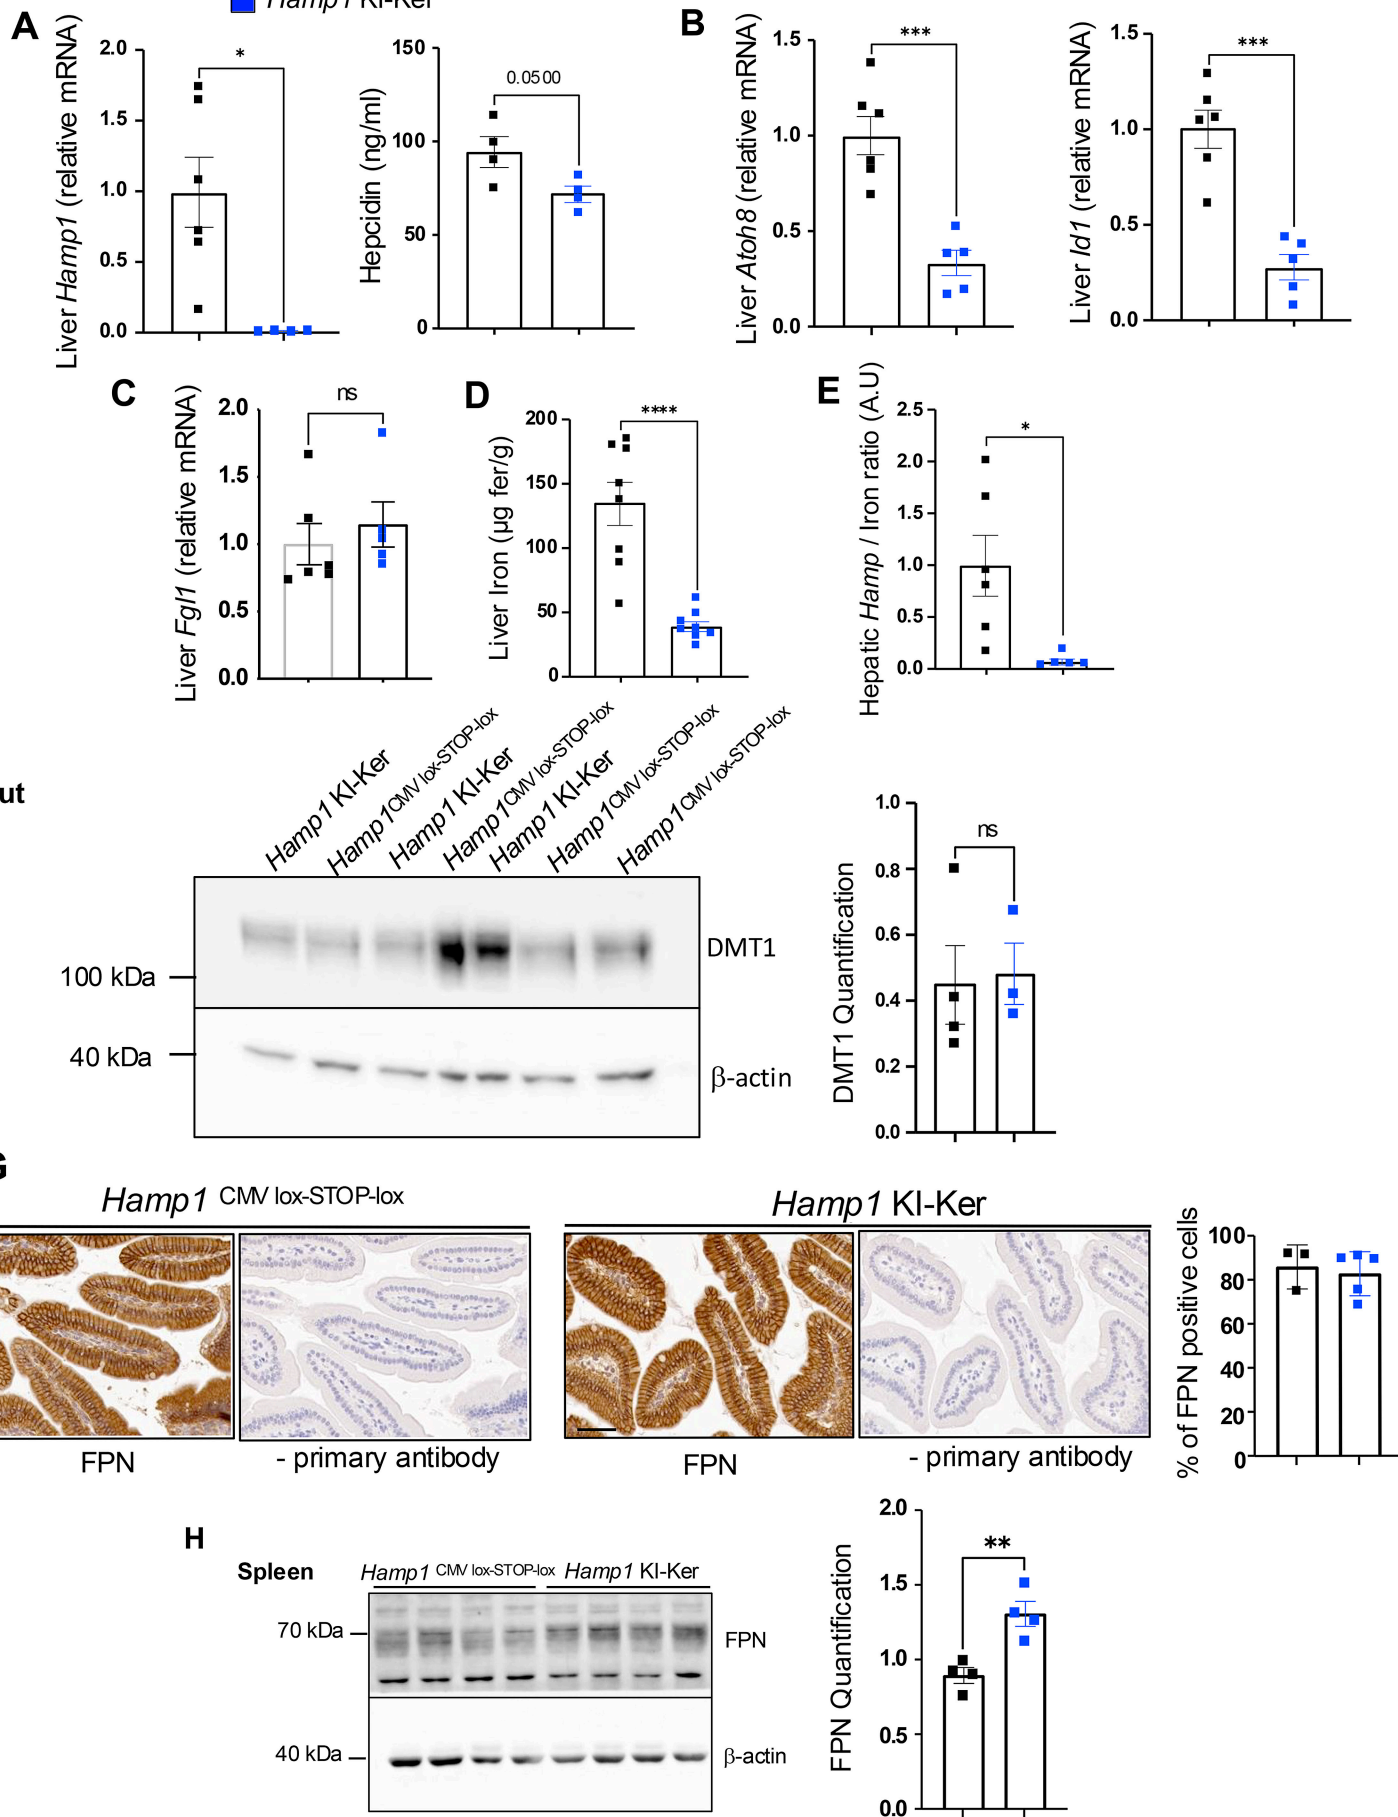 Hamp1 KI-Ker
A
Liver Hamp1 (relative mRNA)
2.0
1.5
1.0
0.5
0.0
*
Hepcidin (ng/ml)
150
100
50
0
0.0500
B
Liver Atoh8 (relative mRNA)
1.5
1.0
0.5
0.0
***
Liver Id1 (relative mRNA)
1.5
1.0
0.5
0.0
***
C
Liver Fgl1 (relative mRNA)
2.0
1.5
1.0
0.5
0.0
ns
D
Liver Iron (µg fer/g)
200
150
100
50
0
****
E
Hepatic Hamp / Iron ratio (A.U)
2.5
2.0
1.5
1.0
0.5
0.0
*
ut
Hamp1 KI-Ker
Hamp1CMV lox-STOP-lox
Hamp1 KI-Ker
Hamp1CMV lox-STOP-lox
Hamp1 KI-Ker
Hamp1CMV lox-STOP-lox
Hamp1CMV lox-STOP-lox
100 kDa
DMT1
40 kDa
β-actin
DMT1 Quantification
1.0
0.8
0.6
0.4
0.2
0.0
ns
G
Hamp1 CMV lox-STOP-lox
Hamp1 KI-Ker
FPN
- primary antibody
FPN
- primary antibody
% of FPN positive cells
100
80
60
40
20
0
H
Spleen
Hamp1 CMV lox-STOP-lox
Hamp1 KI-Ker
70 kDa
FPN
40 kDa
β-actin
FPN Quantification
2.0
1.5
1.0
0.5
0.0
**